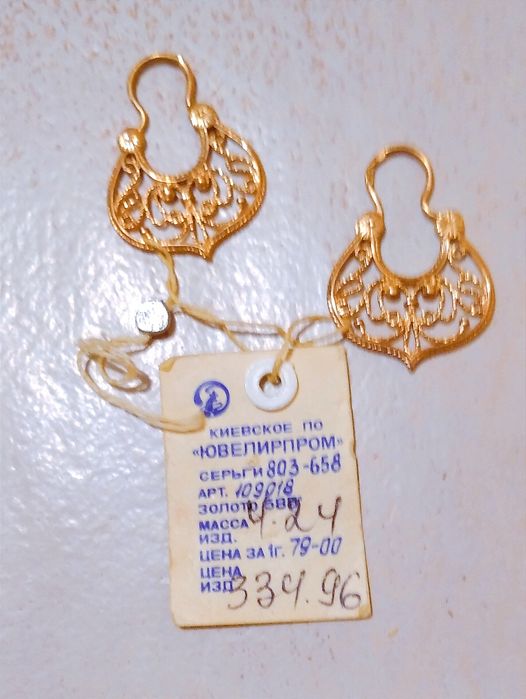 КИЕВСКОЕ ПО
«ЮВЕЛИРПРОМ»
СЕРЬГИ 803-658
АРТ. 109018
ЗОЛОТО
МАССА 4.24
ИЗД.
ЦЕНА ЗА 1г. 79-00
ЦЕНА
ИЗД. 334.96